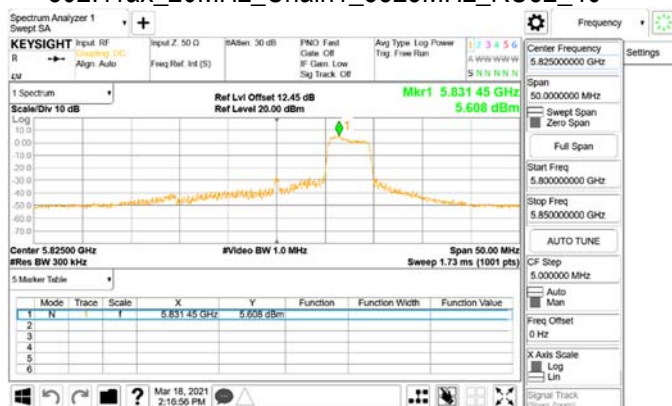 802.11ax_20MHz_Chain1_5825MHz_RU52_40
Spectrum Analyzer 1
Swept SA
Frequency
KEYSIGHT
R
Input: RF
Coupling: DC
Align: Auto
Input Z: 50 Ω
Freq Ref: Int (S)
#Atten: 30 dB
PNO: Fast
Gate: Off
IF Gain: Low
Sig Track: Off
Avg Type: Log-Power
Trig: Free Run
1 2 3 4 5 6
A WWWWW
S N N N N N
Center Frequency
5.825000000 GHz
Settings
Span
50.0000000 MHz
Swept Span
Zero Span
Full Span
Start Freq
5.800000000 GHz
Stop Freq
5.850000000 GHz
AUTO TUNE
CF Step
5.000000 MHz
Auto
Man
Freq Offset
0 Hz
X Axis Scale
Log
Lin
Signal Track
1 Spectrum
Scale/Div 10 dB
Ref Lvl Offset 12.45 dB
Ref Level 20.00 dBm
Mkr1 5.831 45 GHz
5.608 dBm
Log
10.0
0.00
-10.0
-20.0
-30.0
-40.0
-50.0
-60.0
-70.0
1
Center 5.82500 GHz
#Res BW 300 kHz
#Video BW 1.0 MHz
Span 50.00 MHz
Sweep 1.73 ms (1001 pts)
5 Marker Table
Mode Trace Scale X Y Function Function Width Function Value
1 N 1 f 5.831 45 GHz 5.608 dBm
2
3
4
5
6
Mar 18, 2021
2:16:56 PM